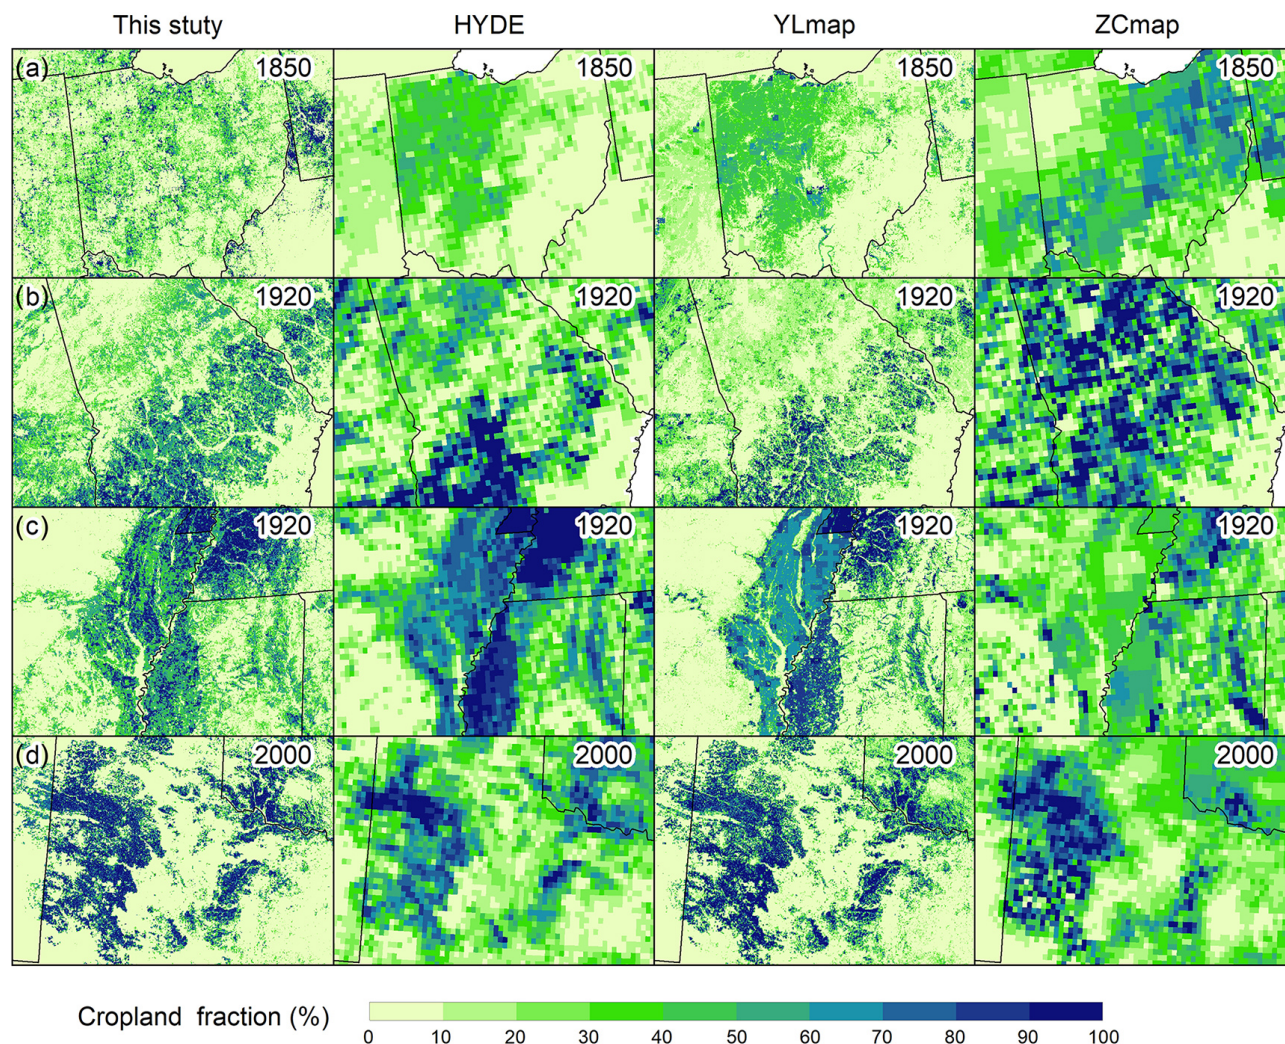 This stuty HYDE YLmap ZCmap
(a) 1850 1850 1850 1850
(b) 1920 1920 1920 1920
(c) 1920 1920 1920 1920
(d) 2000 2000 2000 2000
Cropland fraction (%)
0 10 20 30 40 50 60 70 80 90 100